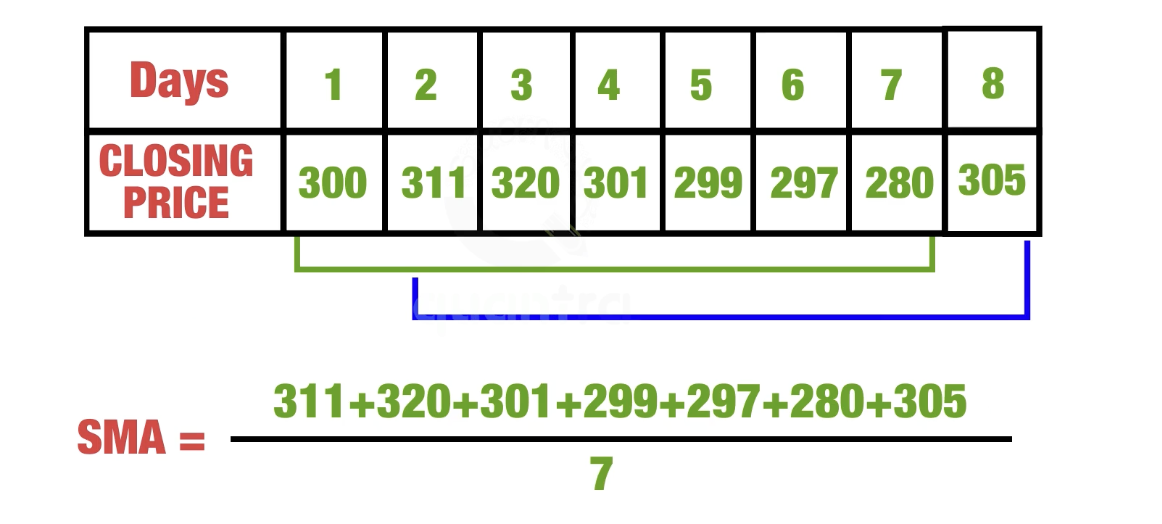 Days 1 2 3 4 5 6 7 8
CLOSING PRICE 300 311 320 301 299 297 280 305
quantra
311+320+301+299+297+280+305
SMA =
7